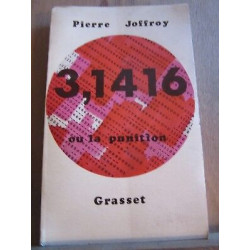 Pierre Joffroy
3,1416
ou la punition
Grasset